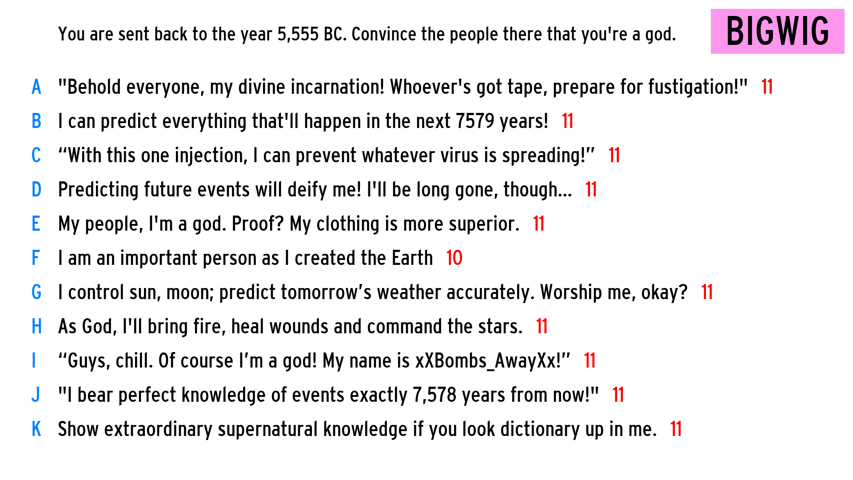 You are sent back to the year 5,555 BC. Convince the people there that you're a god.
BIGWIG
A "Behold everyone, my divine incarnation! Whoever's got tape, prepare for fustigation!" 11
B I can predict everything that'll happen in the next 7579 years! 11
C “With this one injection, I can prevent whatever virus is spreading!” 11
D Predicting future events will deify me! I'll be long gone, though... 11
E My people, I'm a god. Proof? My clothing is more superior. 11
F I am an important person as I created the Earth 10
G I control sun, moon; predict tomorrow’s weather accurately. Worship me, okay? 11
H As God, I'll bring fire, heal wounds and command the stars. 11
I “Guys, chill. Of course I’m a god! My name is xXBombs_AwayXx!” 11
J "I bear perfect knowledge of events exactly 7,578 years from now!" 11
K Show extraordinary supernatural knowledge if you look dictionary up in me. 11